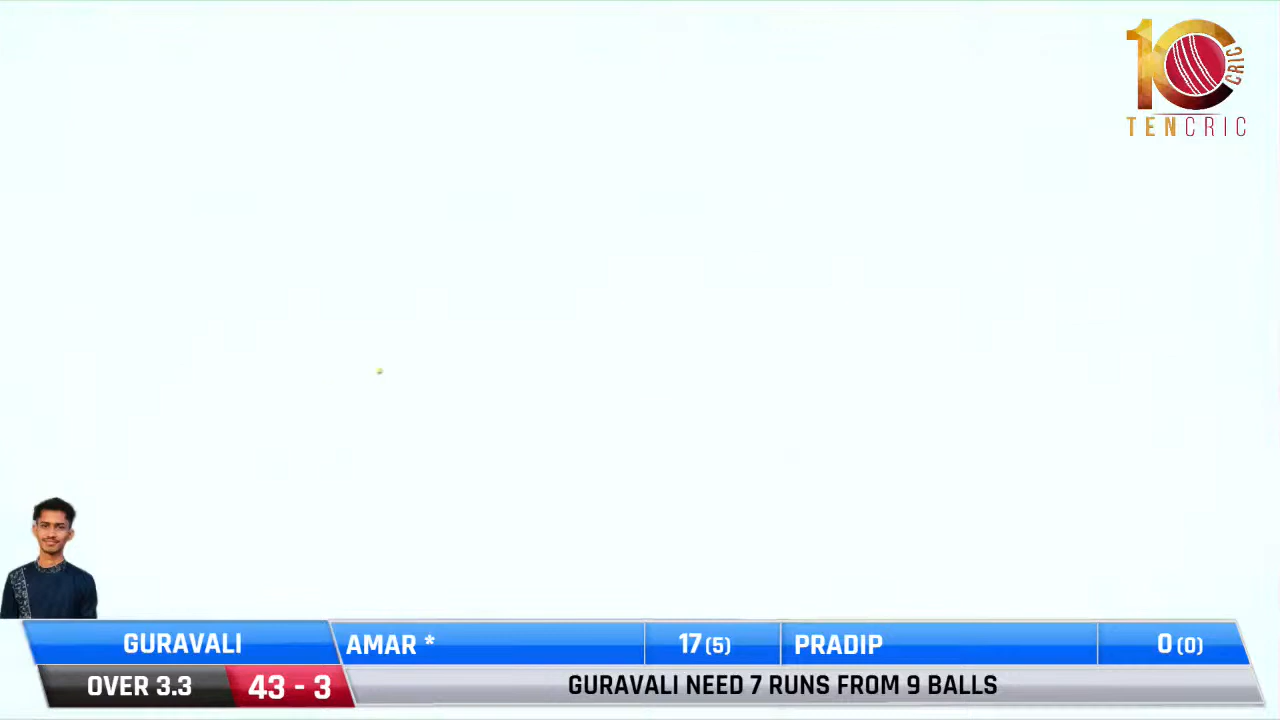 10 CRIC
TENCRIC
GURAVALI AMAR * 17 (5) PRADIP 0 (0)
OVER 3.3 43 - 3 GURAVALI NEED 7 RUNS FROM 9 BALLS